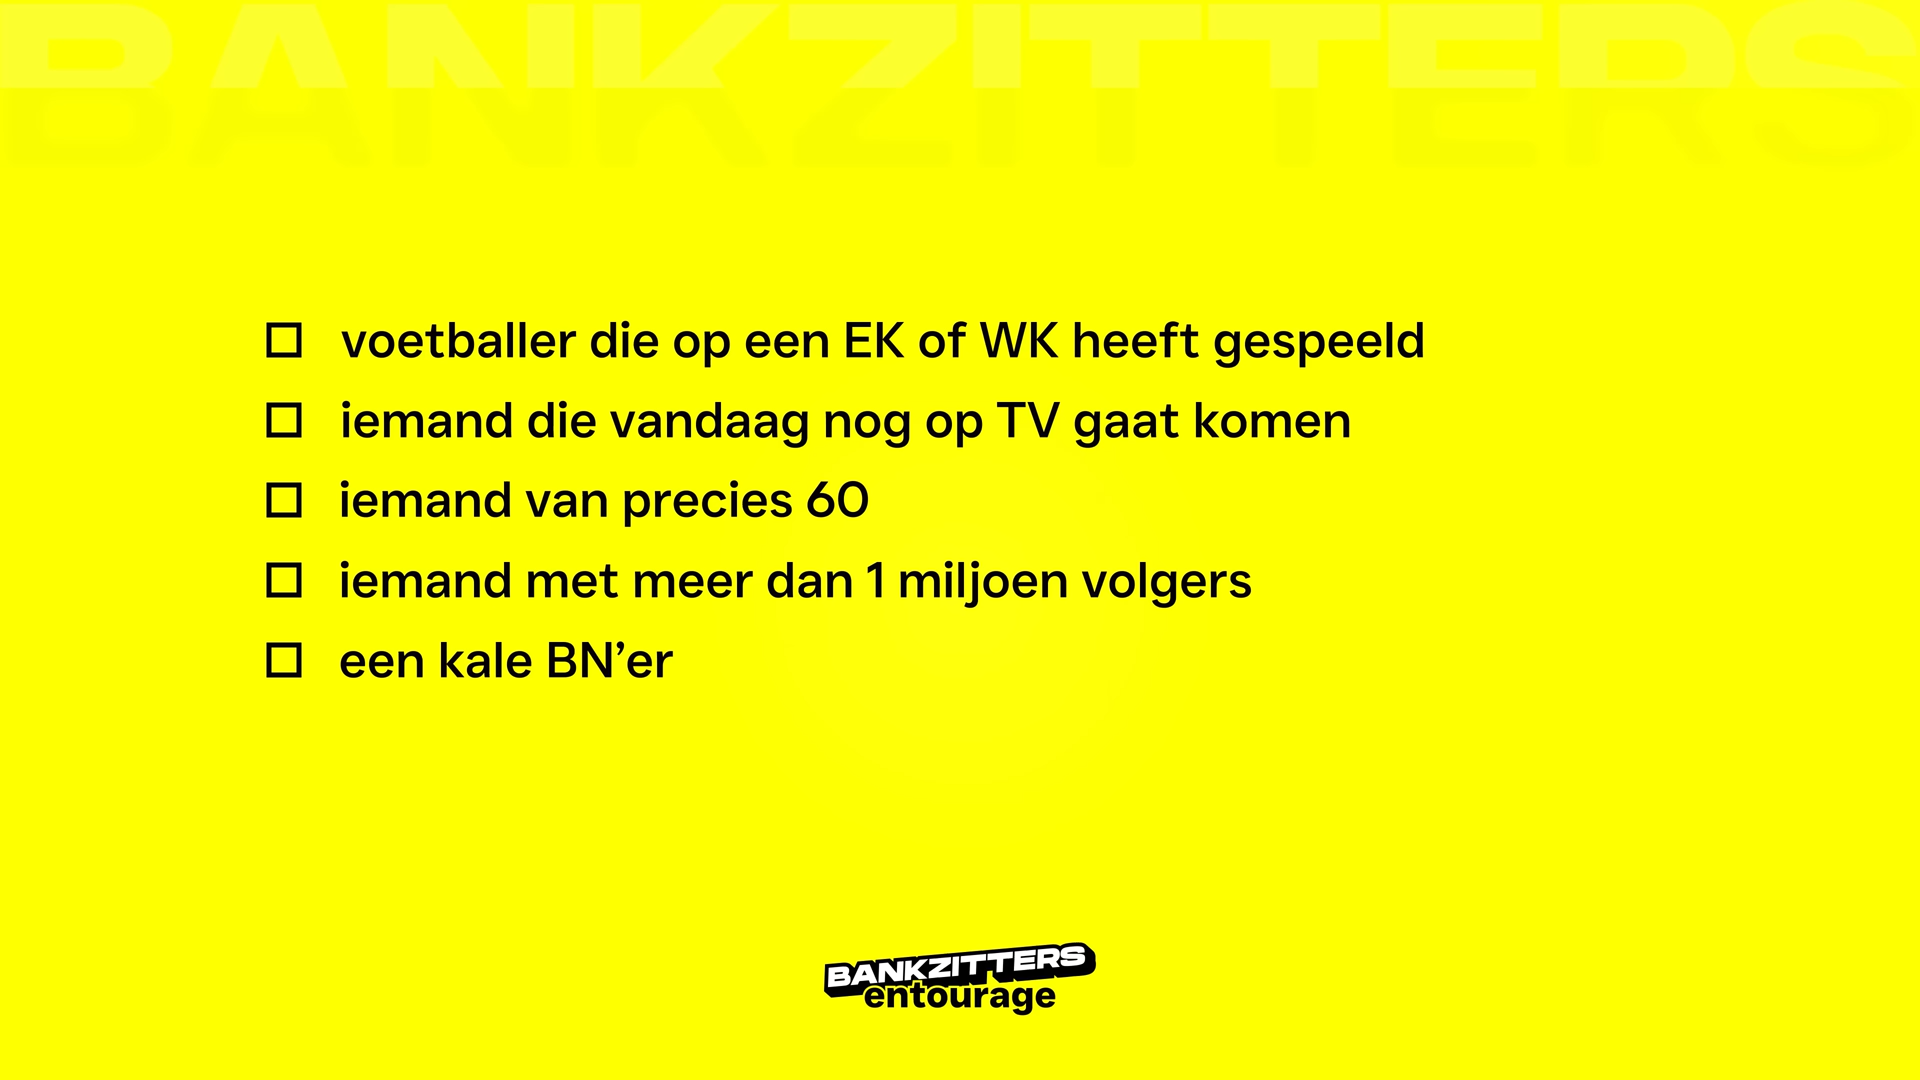 BANKZITTERS
voetballer die op een EK of WK heeft gespeeld
iemand die vandaag nog op TV gaat komen
iemand van precies 60
iemand met meer dan 1 miljoen volgers
een kale BN’er
BANKZITTERS
entourage